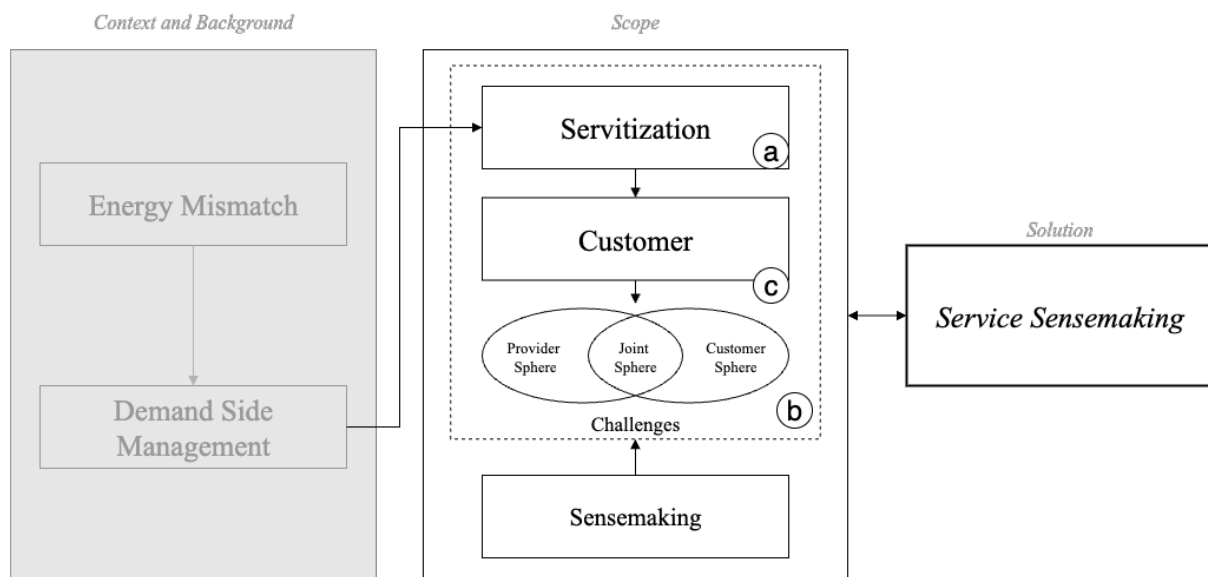 Context and Background
Scope
Servitization
a
Energy Mismatch
Customer
c
Solution
Service Sensemaking
Provider
Sphere
Joint
Sphere
Customer
Sphere
Demand Side
Management
b
Challenges
Sensemaking